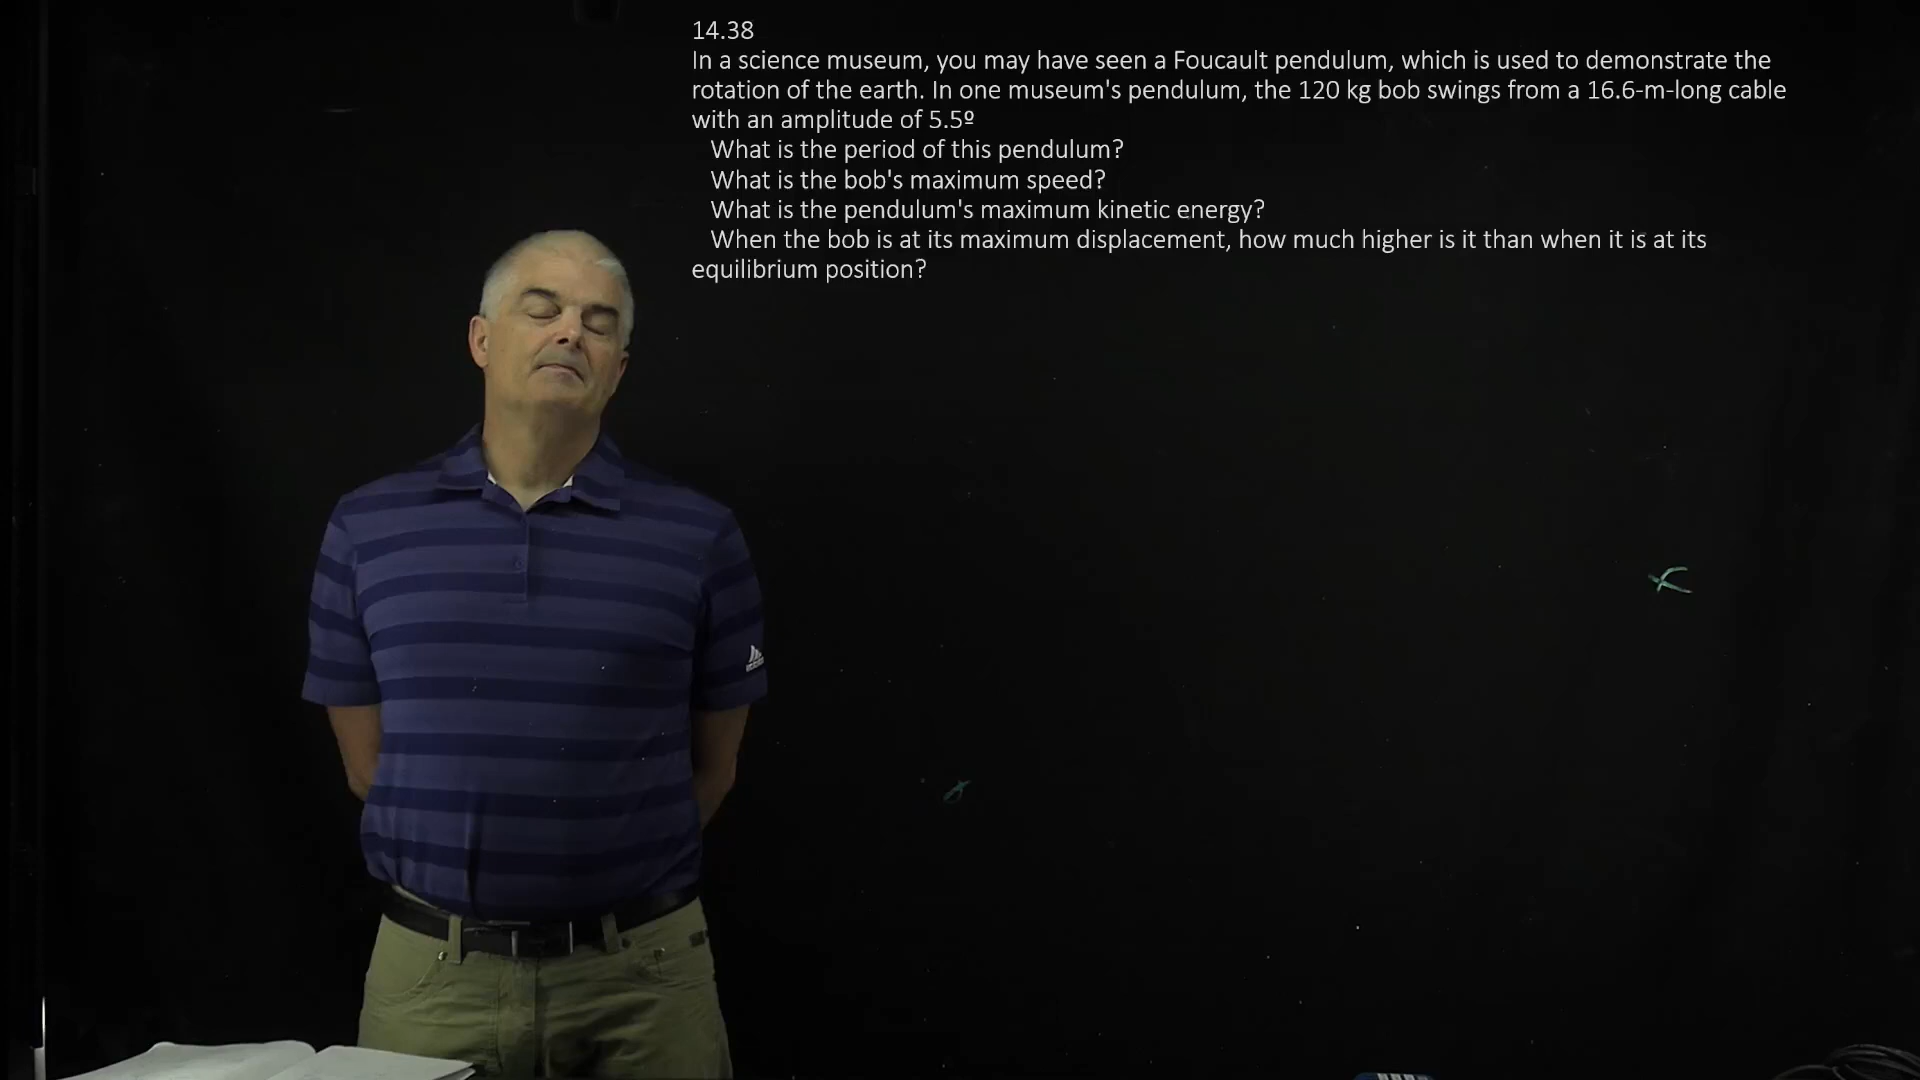 14.38
In a science museum, you may have seen a Foucault pendulum, which is used to demonstrate the
rotation of the earth. In one museum's pendulum, the 120 kg bob swings from a 16.6-m-long cable
with an amplitude of 5.5º
What is the period of this pendulum?
What is the bob's maximum speed?
What is the pendulum's maximum kinetic energy?
When the bob is at its maximum displacement, how much higher is it than when it is at its
equilibrium position?